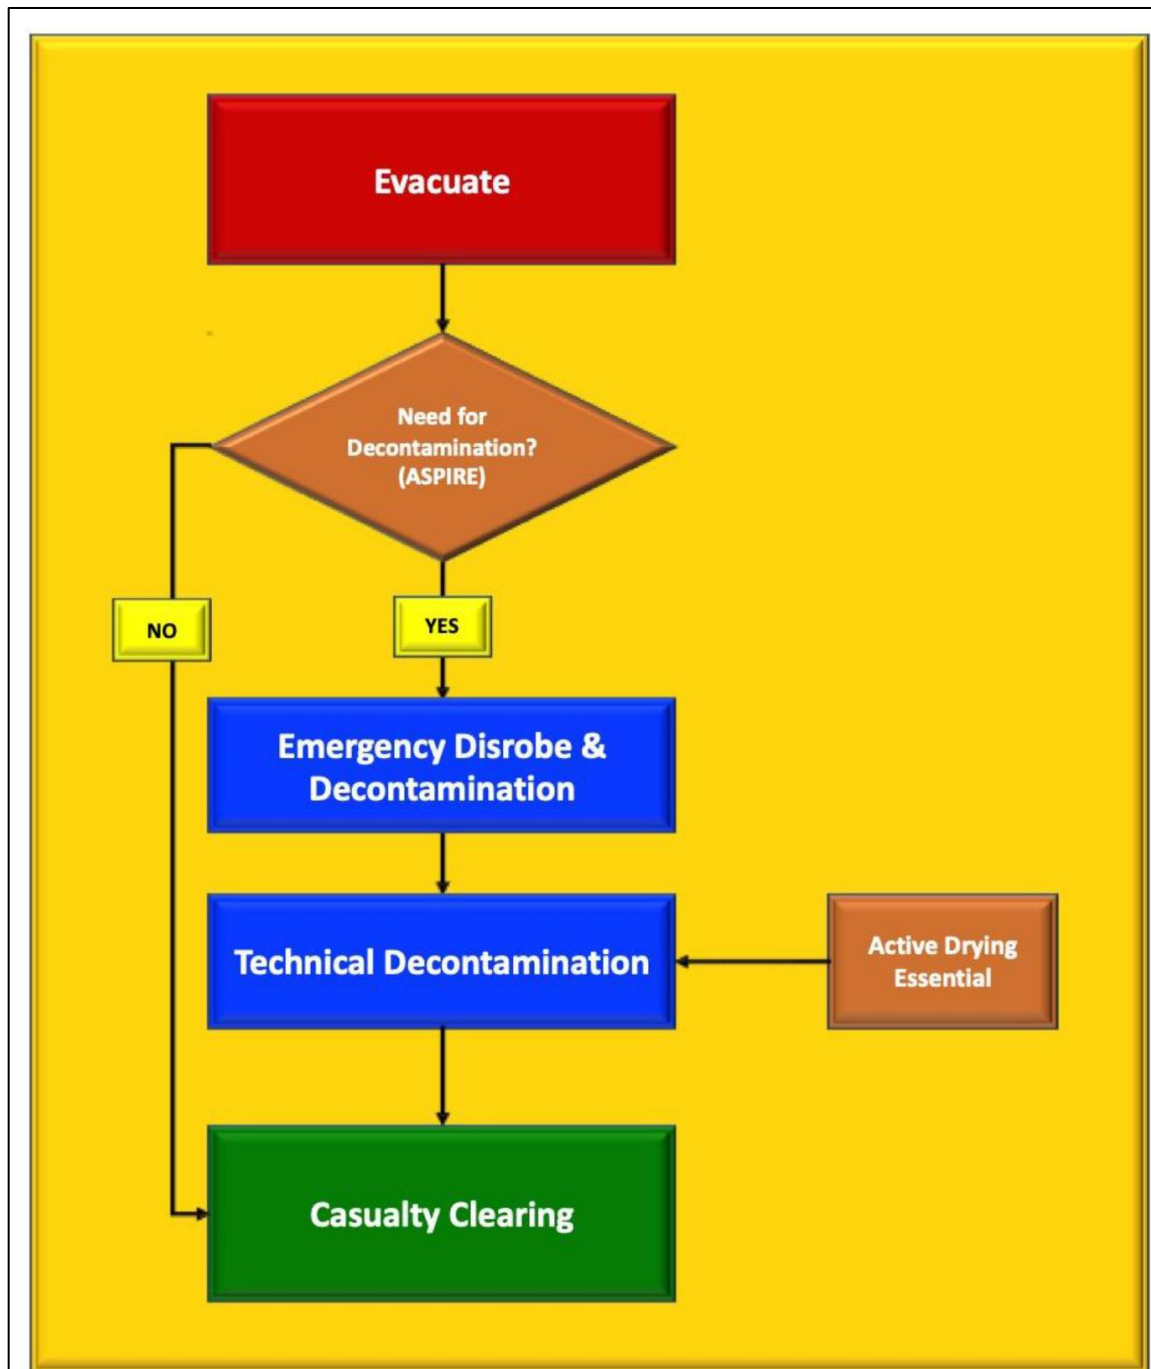 Evacuate
Need for
Decontamination?
(ASPIRE)
NO
YES
Emergency Disrobe &
Decontamination
Technical Decontamination
Active Drying
Essential
Casualty Clearing